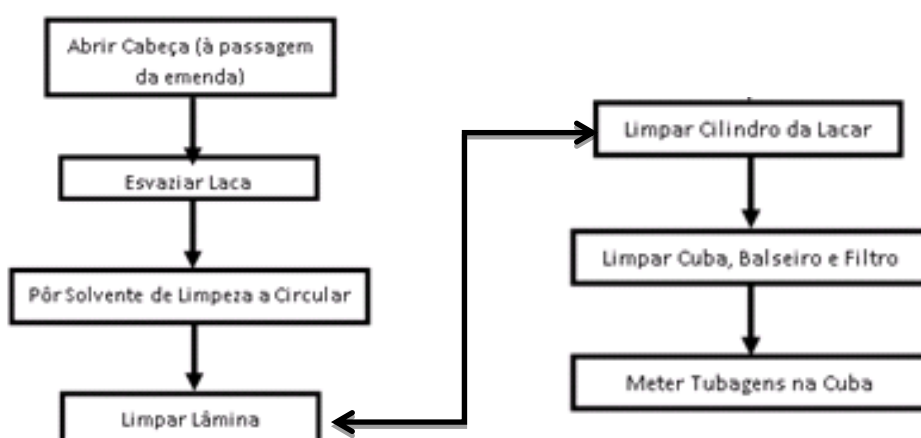 Abrir Cabeça (à passagem
da emenda)
Esvaziar Laca
Pôr Solvente de Limpeza a Circular
Limpar Lâmina
Limpar Cilindro da Lacar
Limpar Cuba, Balseiro e Filtro
Meter Tubagens na Cuba